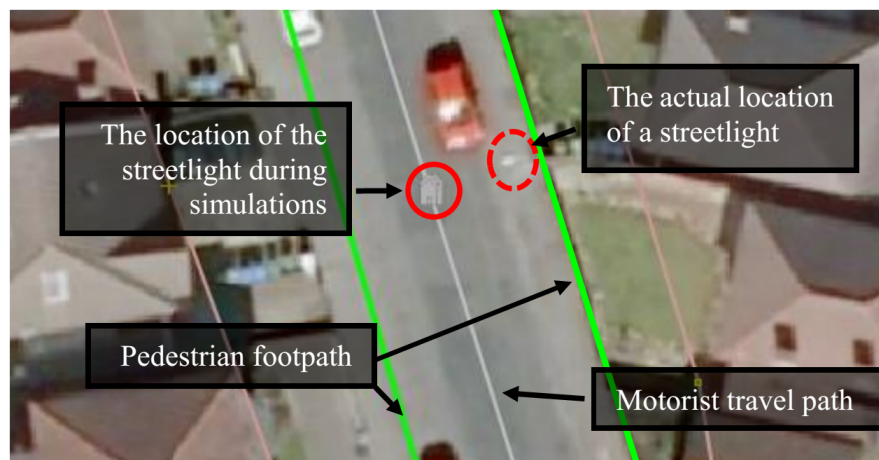 The location of the
streetlight during
simulations
The actual location
of a streetlight
Pedestrian footpath
Motorist travel path